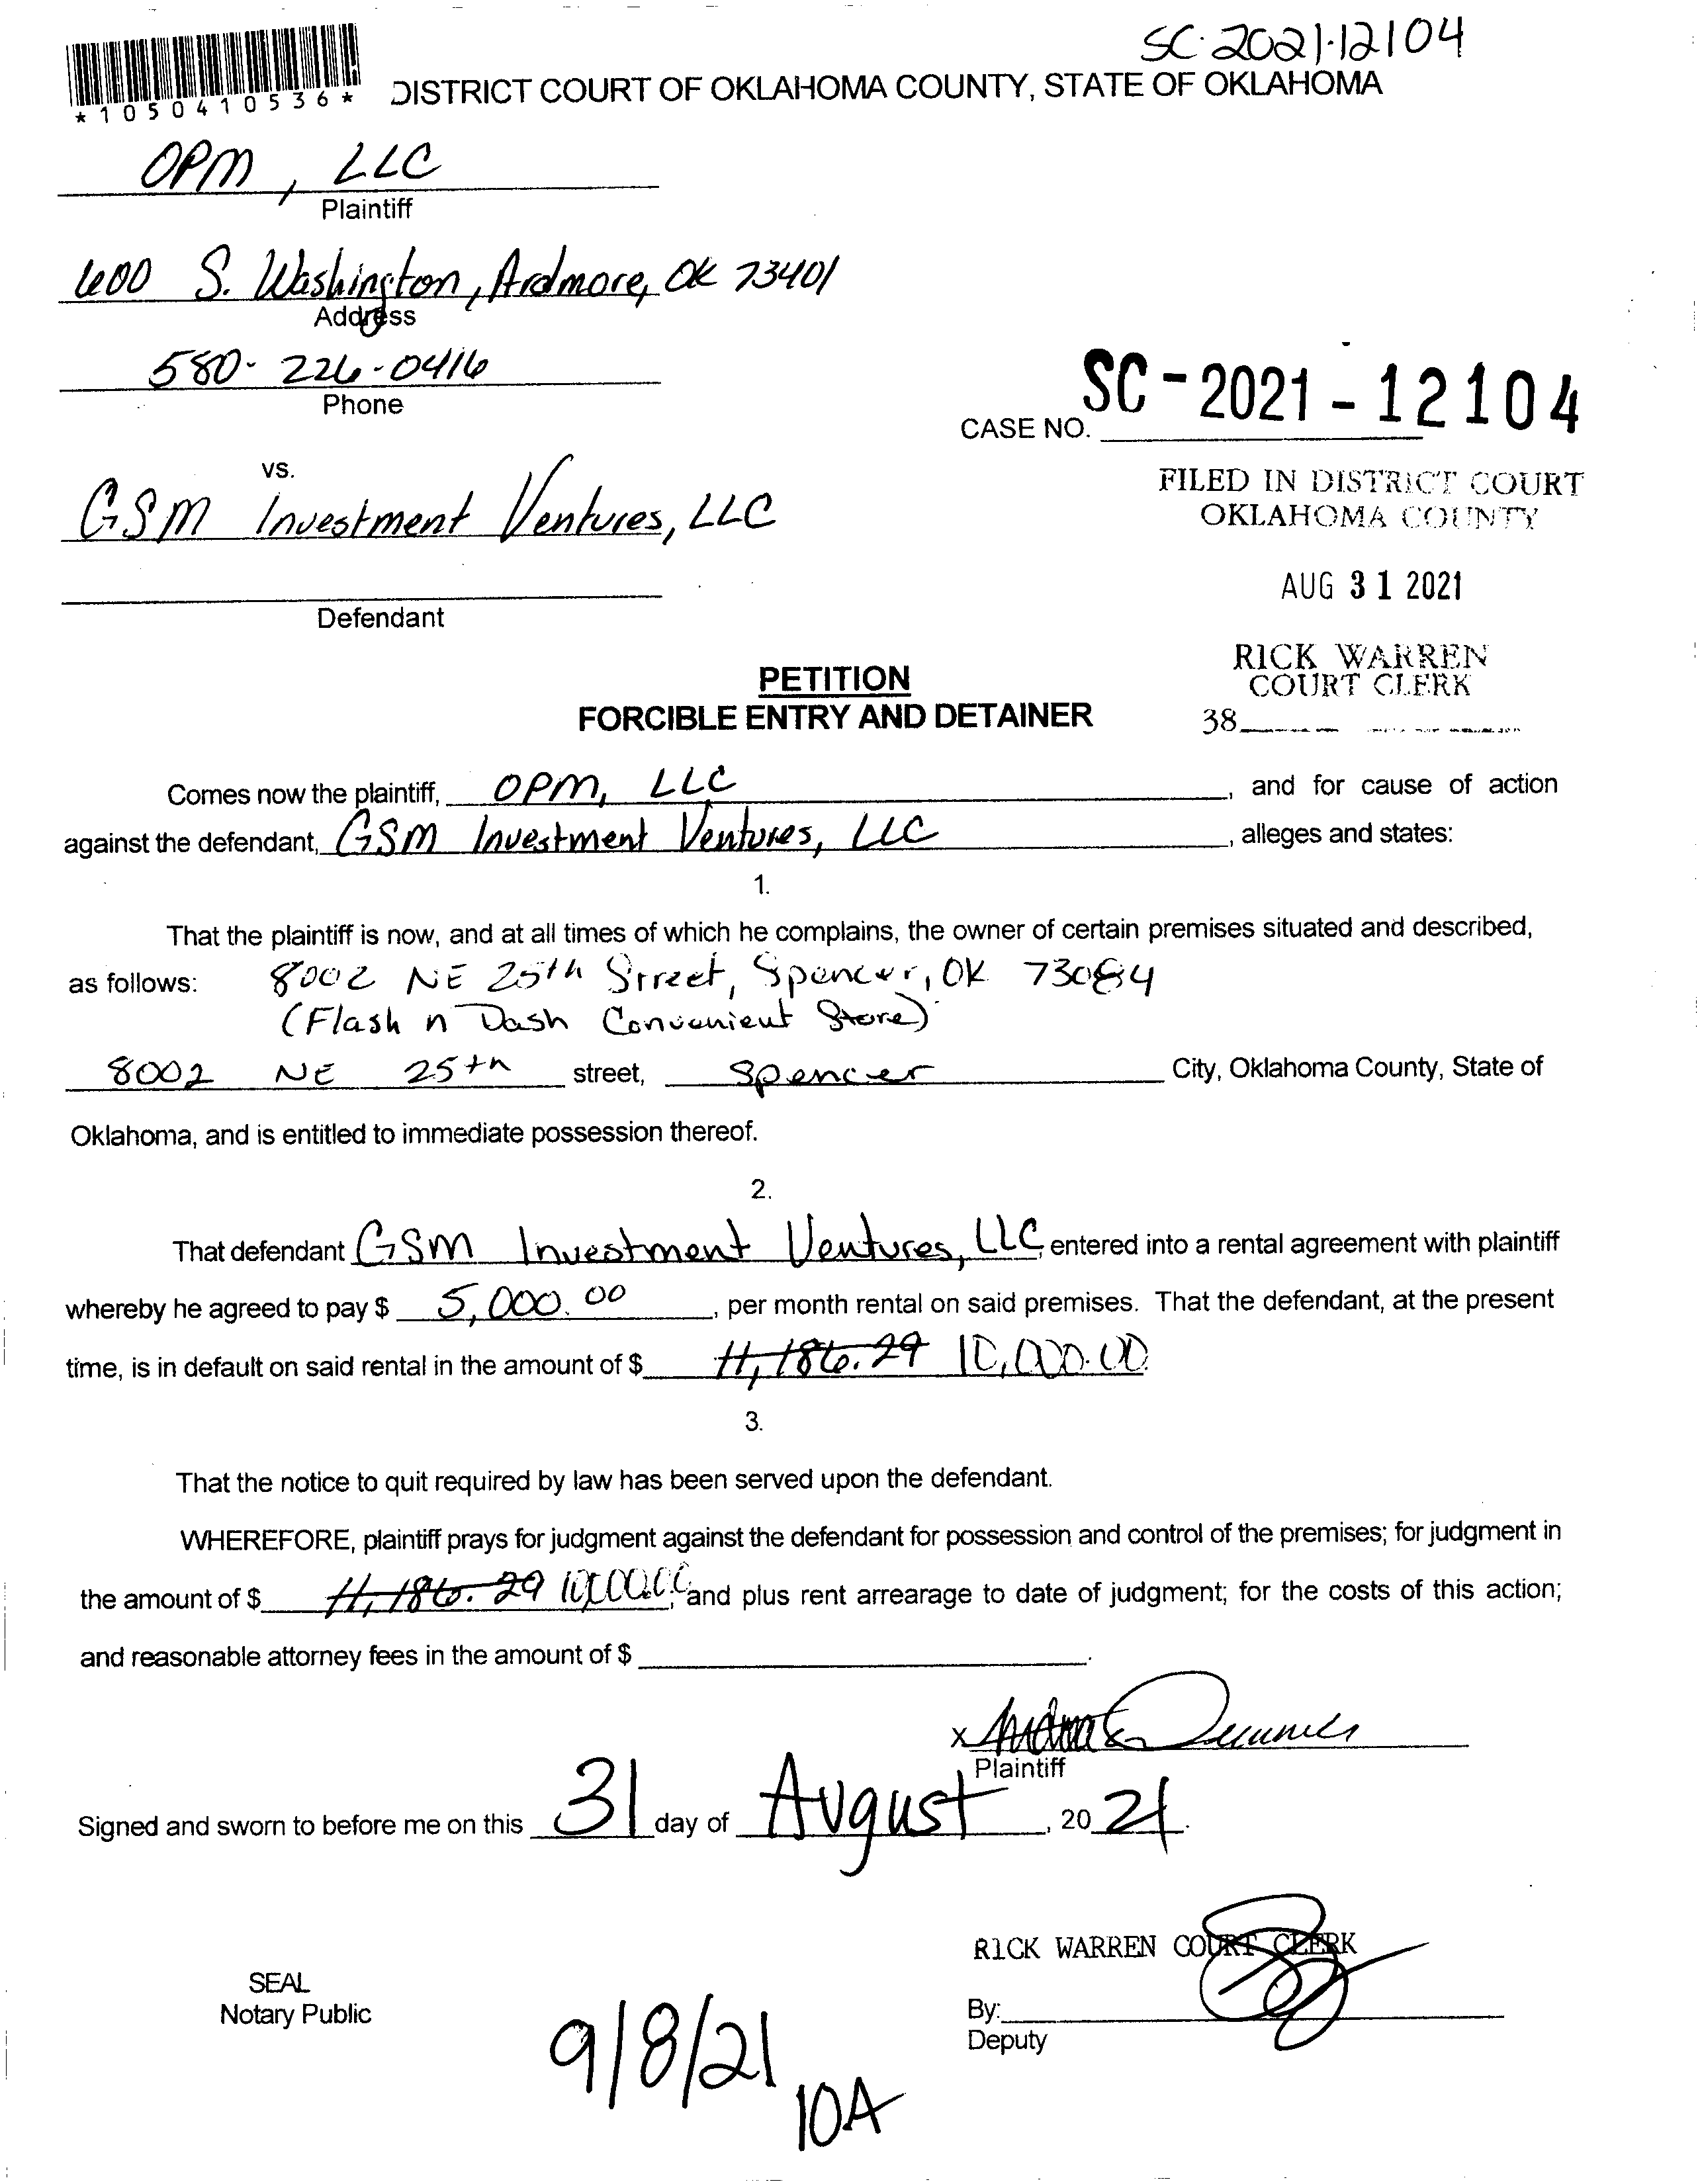 SC-2021-12104
*1050410536*
DISTRICT COURT OF OKLAHOMA COUNTY, STATE OF OKLAHOMA
OPM, LLC
Plaintiff
600 S. Washington, Ardmore, OK 73401
Address
580-226-0416
Phone
SC-2021-12104
CASE NO.
vs.
GSM Investment Ventures, LLC
FILED IN DISTRICT COURT
OKLAHOMA COUNTY
AUG 31 2021
Defendant
RICK WARREN
COURT CLERK
38
PETITION
FORCIBLE ENTRY AND DETAINER
Comes now the plaintiff, OPM, LLC, and for cause of action
against the defendant, GSM Investment Ventures, LLC, alleges and states:
1.
That the plaintiff is now, and at all times of which he complains, the owner of certain premises situated and described,
as follows: 8002 NE 25th Street, Spencer, OK 73084
(Flash n Dash Convenient Store)
8002 NE 25th street, Spencer City, Oklahoma County, State of
Oklahoma, and is entitled to immediate possession thereof.
2.
That defendant GSM Investment Ventures, LLC, entered into a rental agreement with plaintiff
whereby he agreed to pay $ 5,000.00, per month rental on said premises. That the defendant, at the present
time, is in default on said rental in the amount of $ 11,186.29 10,000.00
3.
That the notice to quit required by law has been served upon the defendant.
WHEREFORE, plaintiff prays for judgment against the defendant for possession and control of the premises; for judgment in
the amount of $ 11,186.29 10,000.00, and plus rent arrearage to date of judgment; for the costs of this action;
and reasonable attorney fees in the amount of $.
x
Plaintiff
Signed and sworn to before me on this 31 day of August, 2021.
RICK WARREN COURT CLERK
SEAL
Notary Public
By:
Deputy
9/8/21
10A